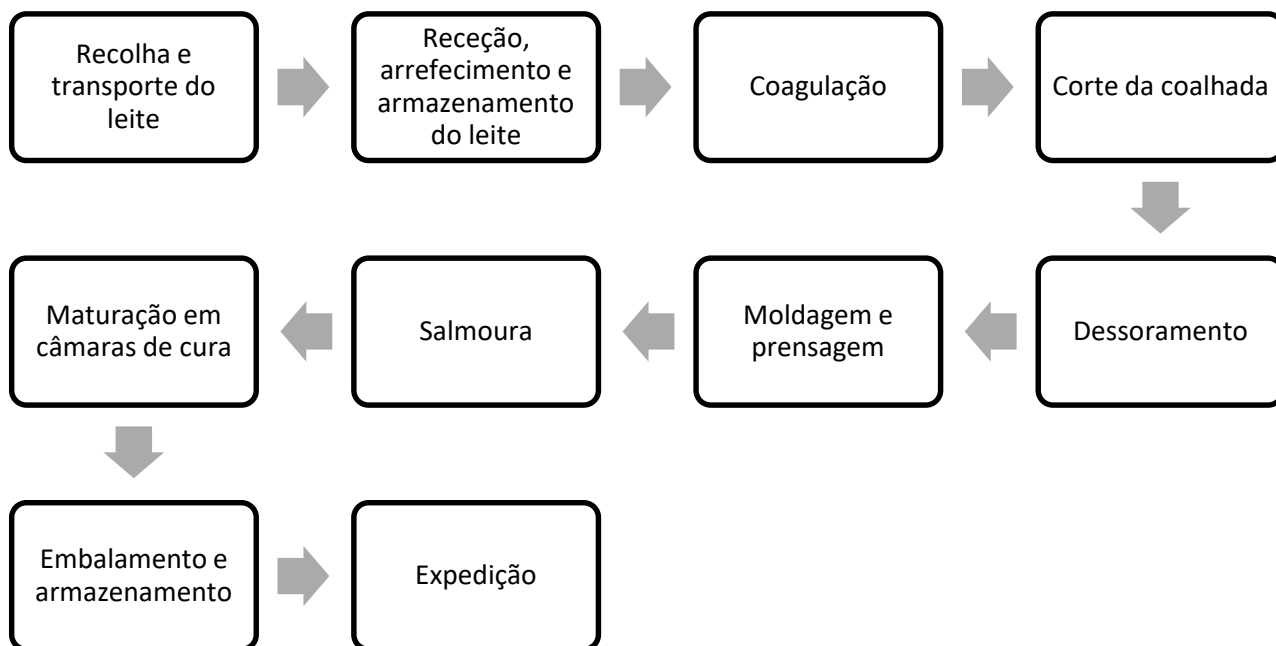 Recolha e
transporte do
leite
Receção,
arrefecimento e
armazenamento
do leite
Coagulação
Corte da coalhada
Dessoramento
Moldagem e
prensagem
Salmoura
Maturação em
câmaras de cura
Embalamento e
armazenamento
Expedição